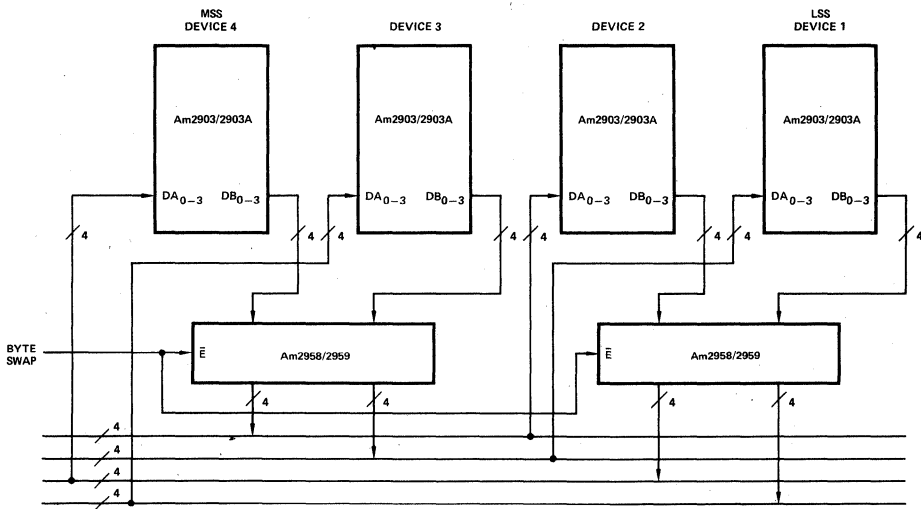 MSS
DEVICE 4
DEVICE 3
DEVICE 2
LSS
DEVICE 1
Am2903/2903A
Am2903/2903A
Am2903/2903A
Am2903/2903A
DA0–3 DB0–3
DA0–3 DB0–3
DA0–3 DB0–3
DA0–3 DB0–3
4
4
4
4
4
4
4
4
BYTE
SWAP
E̅
Am2958/2959
E̅
Am2958/2959
4
4
4
4
4
4
4
4